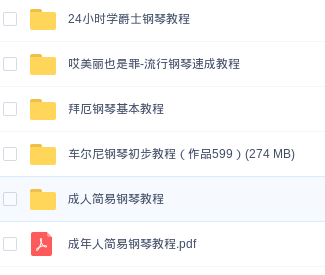 24小时学爵士钢琴教程
哎美丽也是罪-流行钢琴速成教程
拜厄钢琴基本教程
车尔尼钢琴初步教程（作品599）(274 MB)
成人简易钢琴教程
成年人简易钢琴教程.pdf